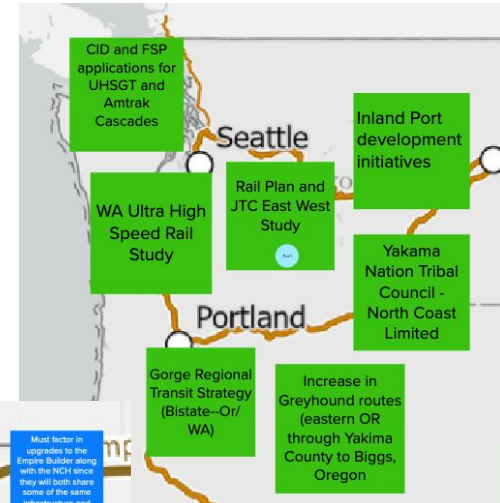 CID and FSP
applications for
UHSGT and
Amtrak
Cascades
Seattle
Inland Port
development
initiatives
WA Ultra High
Speed Rail
Study
Rail Plan and
JTC East West
Study
Yakama
Nation Tribal
Council -
North Coast
Limited
Portland
Gorge Regional
Transit Strategy
(Bistate--Or/
WA)
Increase in
Greyhound routes
(eastern OR
through Yakima
County to Biggs,
Oregon
Must factor in
upgrades to the
Empire Builder along
with the NCH since
they will both share
some of the same
infrastructure and